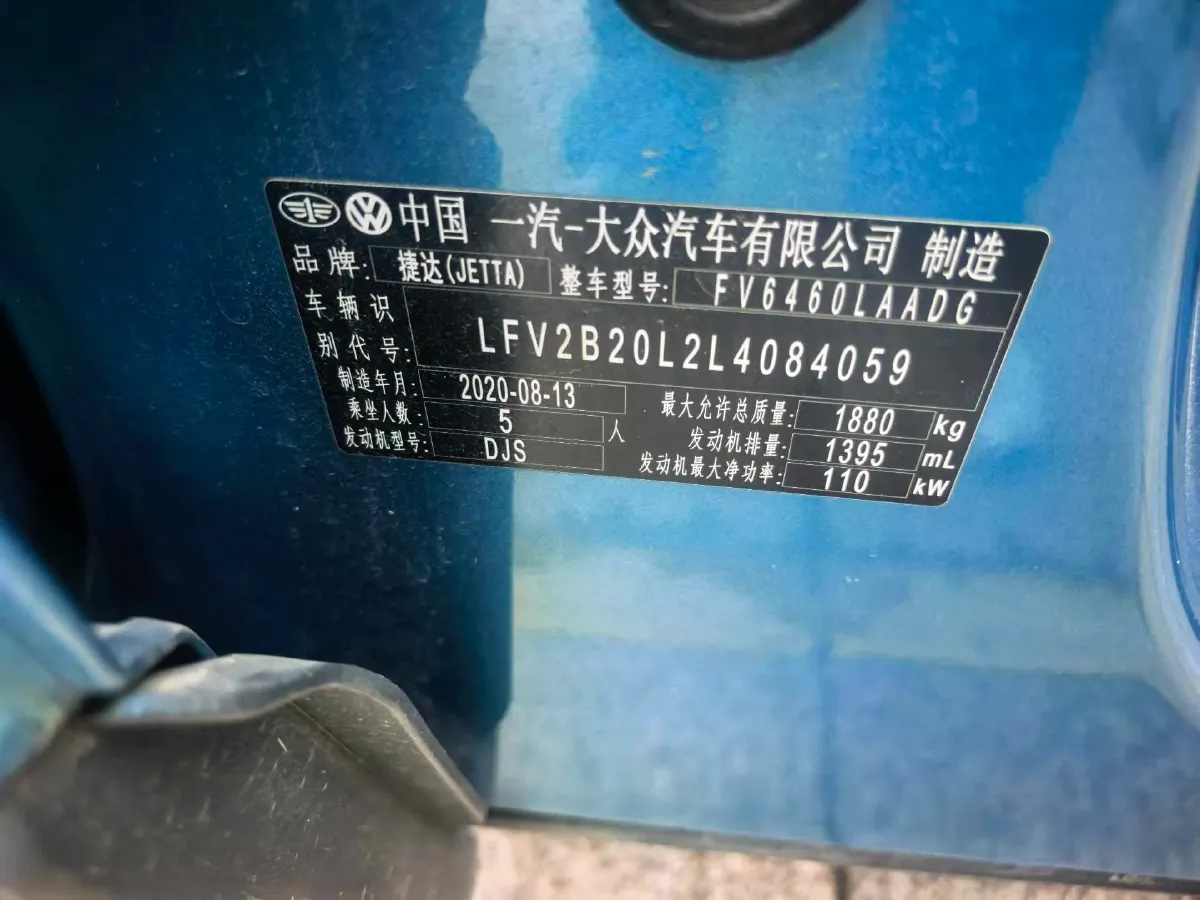 中国 一汽-大众汽车有限公司 制造
品牌: 捷达(JETTA) 整车型号: FV6460LAADG
车辆识别代号: LFV2B20L2L4084059
制造年月: 2020-08-13 最大允许总质量: 1880 kg
乘坐人数: 5 人 发动机排量: 1395 mL
发动机型号: DJS 发动机最大净功率: 110 kW